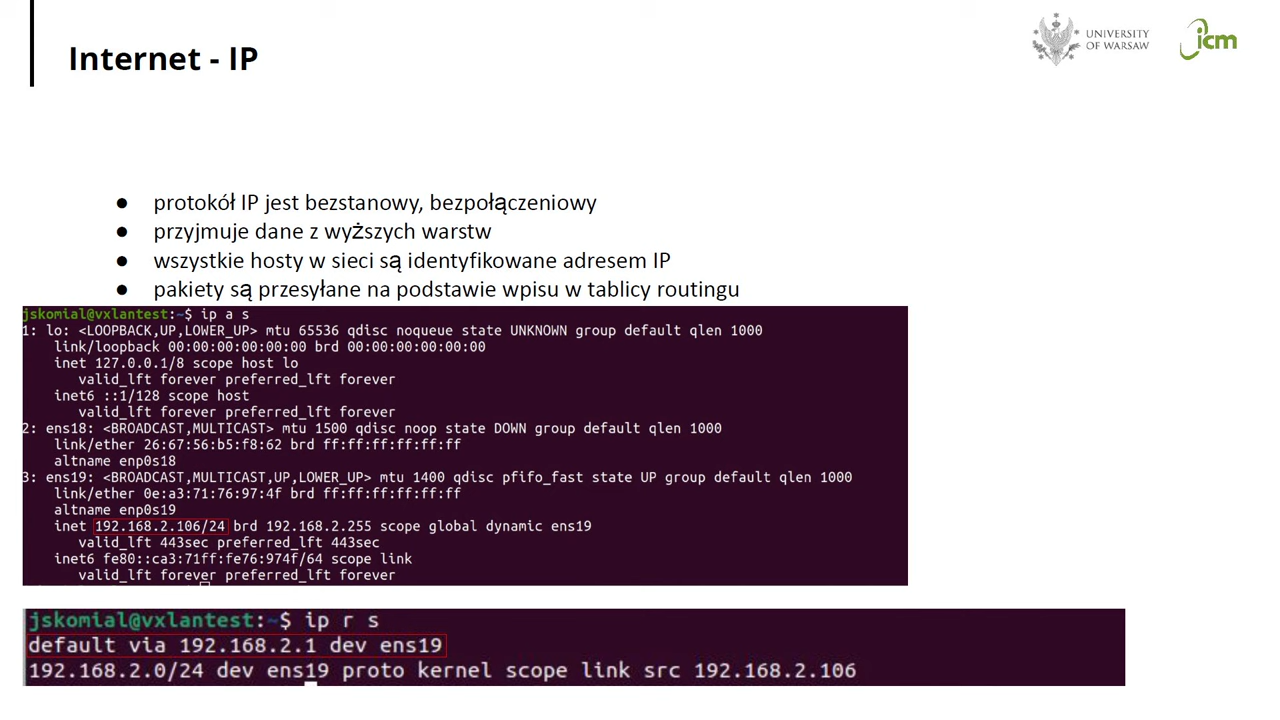 Internet - IP
UNIVERSITY
OF WARSAW
icm
● protokół IP jest bezstanowy, bezpołączeniowy
● przyjmuje dane z wyższych warstw
● wszystkie hosty w sieci są identyfikowane adresem IP
● pakiety są przesyłane na podstawie wpisu w tablicy routingu
jskomial@vxlantest:~$ ip a s
1: lo: <LOOPBACK,UP,LOWER_UP> mtu 65536 qdisc noqueue state UNKNOWN group default qlen 1000
link/loopback 00:00:00:00:00:00 brd 00:00:00:00:00:00
inet 127.0.0.1/8 scope host lo
valid_lft forever preferred_lft forever
inet6 ::1/128 scope host
valid_lft forever preferred_lft forever
2: ens18: <BROADCAST,MULTICAST> mtu 1500 qdisc noop state DOWN group default qlen 1000
link/ether 26:67:56:b5:f8:62 brd ff:ff:ff:ff:ff:ff
altname enp0s18
3: ens19: <BROADCAST,MULTICAST,UP,LOWER_UP> mtu 1400 qdisc pfifo_fast state UP group default qlen 1000
link/ether 0e:a3:71:76:97:4f brd ff:ff:ff:ff:ff:ff
altname enp0s19
inet 192.168.2.106/24 brd 192.168.2.255 scope global dynamic ens19
valid_lft 443sec preferred_lft 443sec
inet6 fe80::ca3:71ff:fe76:974f/64 scope link
valid_lft forever preferred_lft forever
jskomial@vxlantest:~$ ip r s
default via 192.168.2.1 dev ens19
192.168.2.0/24 dev ens19 proto kernel scope link src 192.168.2.106